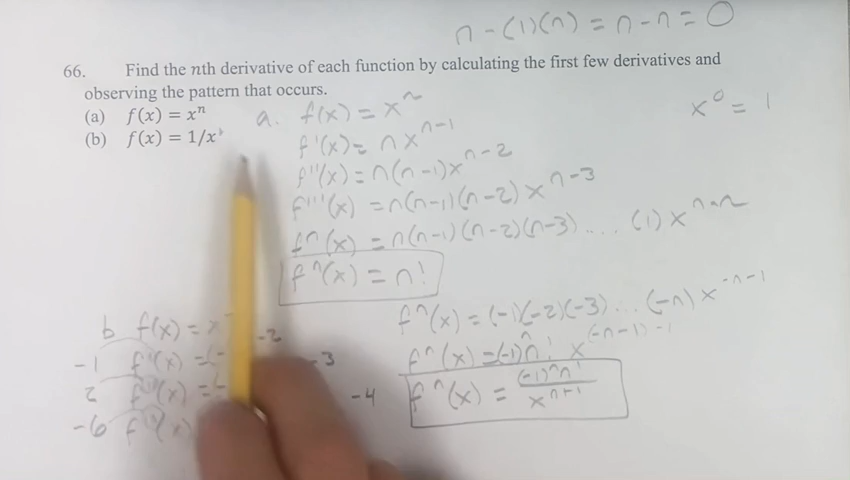 n - (1)(n) = n - n = 0
66. Find the nth derivative of each function by calculating the first few derivatives and
observing the pattern that occurs.
(a) f(x) = xⁿ
(b) f(x) = 1/x
a. f(x) = xⁿ
x⁰ = 1
f'(x) = nxⁿ⁻¹
f''(x) = n(n-1)xⁿ⁻²
f'''(x) = n(n-1)(n-2)xⁿ⁻³
fⁿ(x) = n(n-1)(n-2)(n-3).... (1)xⁿ⁻ⁿ
fⁿ(x) = n!
b f(x) = x
-1 f'(x) = (- -2
2 f''(x) = (- -3
-6 f'''(x) -4
fⁿ(x) = (-1)(-2)(-3)... (-n)x⁻ⁿ⁻¹
fⁿ(x) = (-1)ⁿn! x
fⁿ(x) = (-1)ⁿn! / xⁿ⁺¹